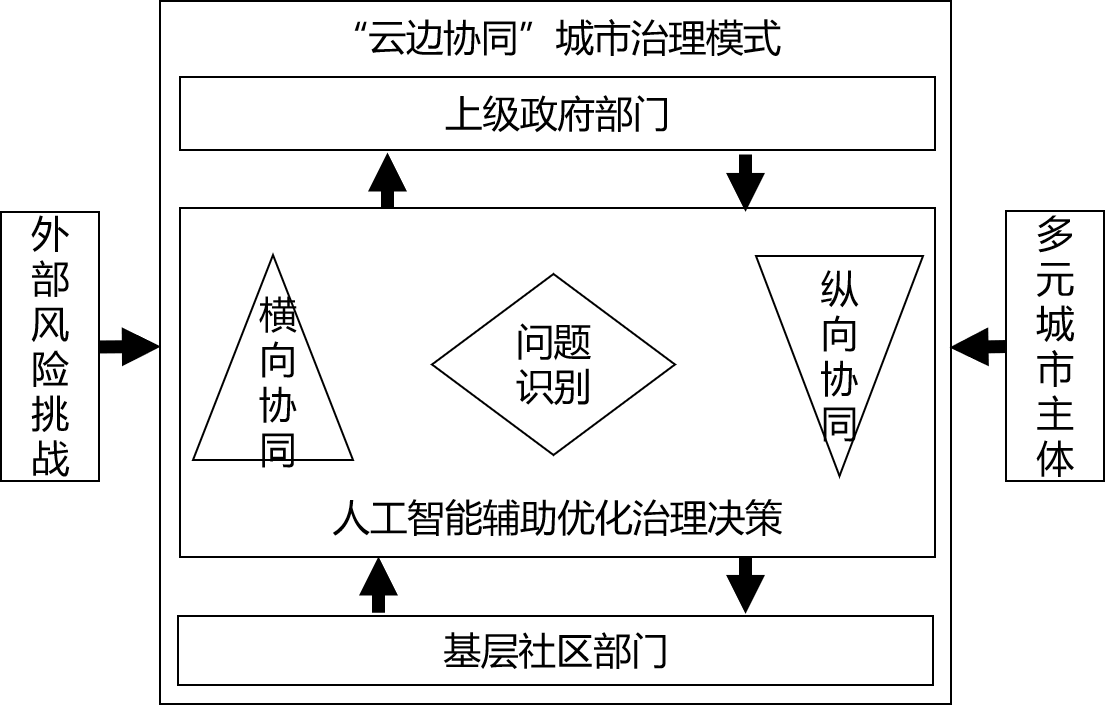 “云边协同”城市治理模式
上级政府部门
外部风险挑战
横向协同
问题
识别
纵向协同
多元城市主体
人工智能辅助优化治理决策
基层社区部门